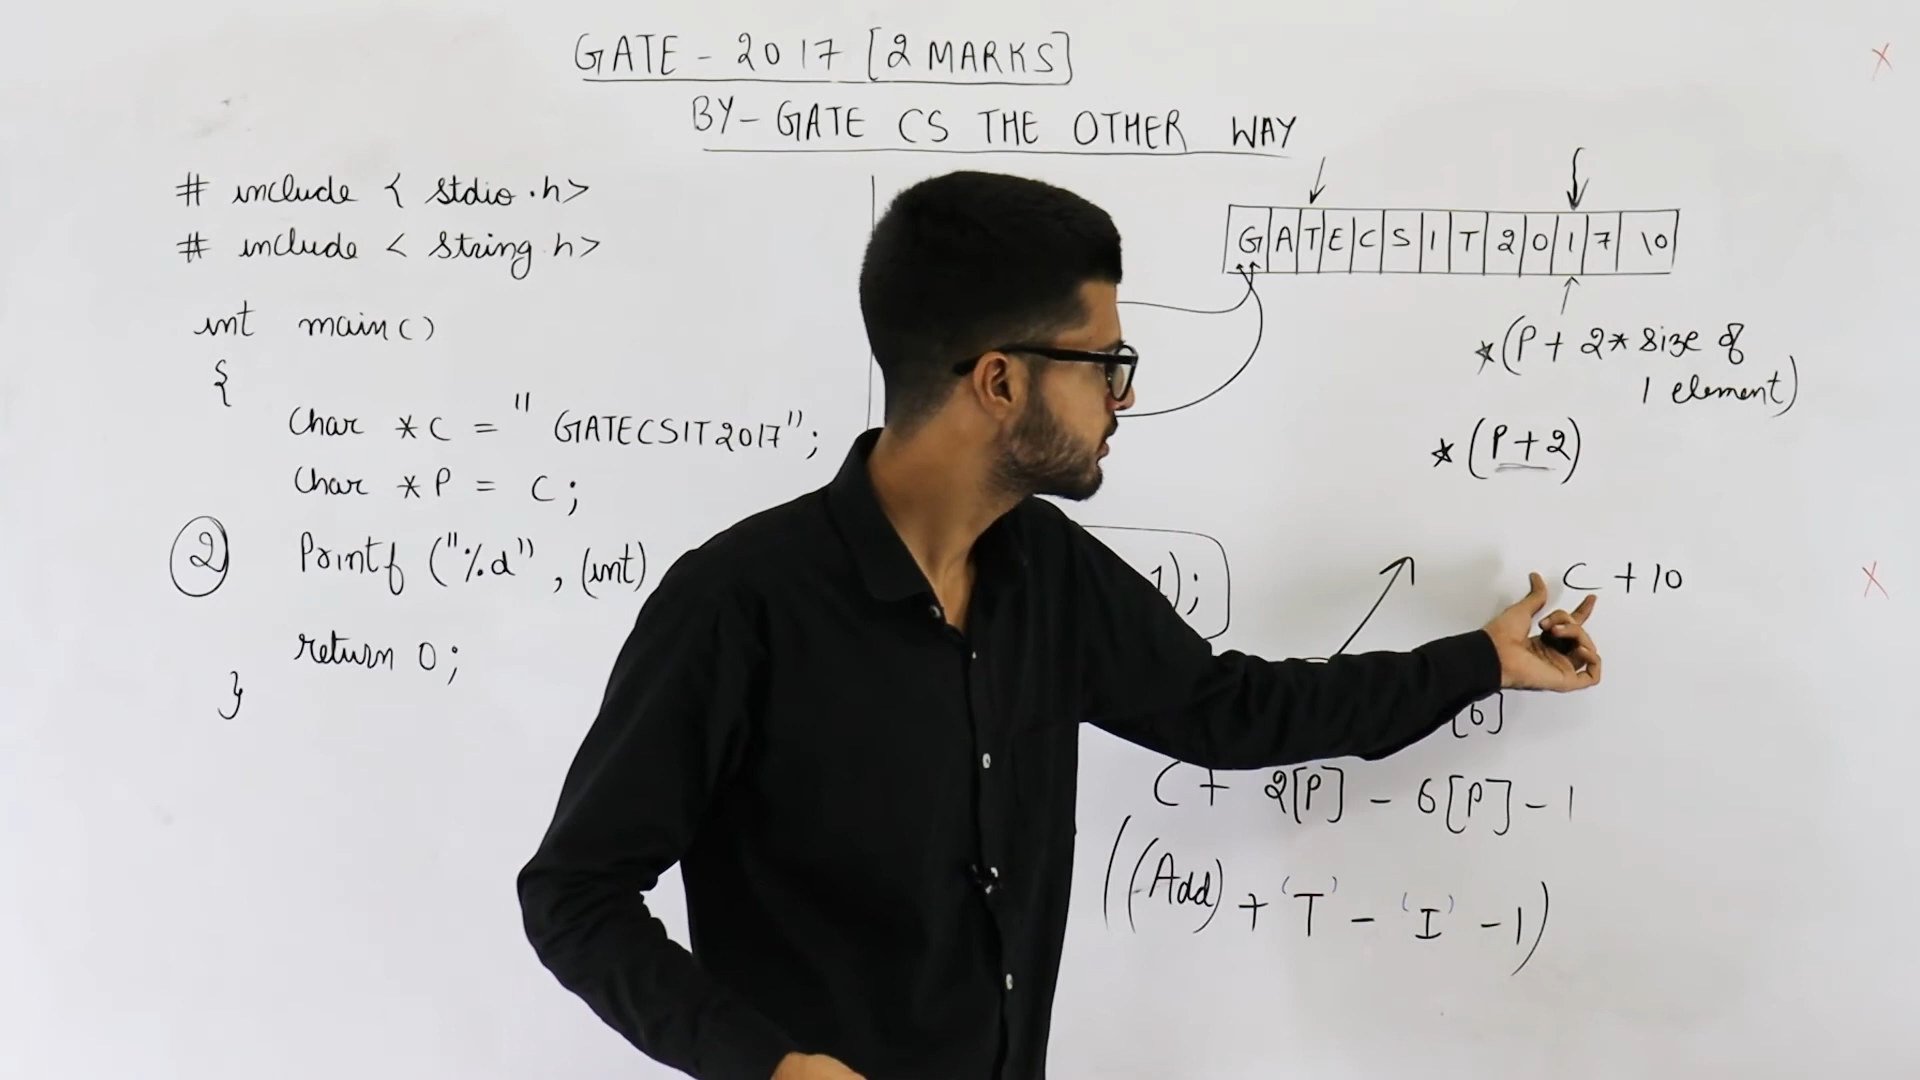 GATE - 2017 [2 MARKS]
BY - GATE CS THE OTHER WAY
# include < stdio.h>
# include < string.h>
int main()
{
Char *C = "GATECSIT2017";
Char *P = C;
② Printf ("%d", (int) 1);
return 0;
}
G A T E C S I T 2 0 1 7 \0
*(P + 2* size of
1 element)
*(P+2)
C + 10
[6]
C + 2[P] - 6[P] - 1
((Add) + 'T' - 'I' - 1)